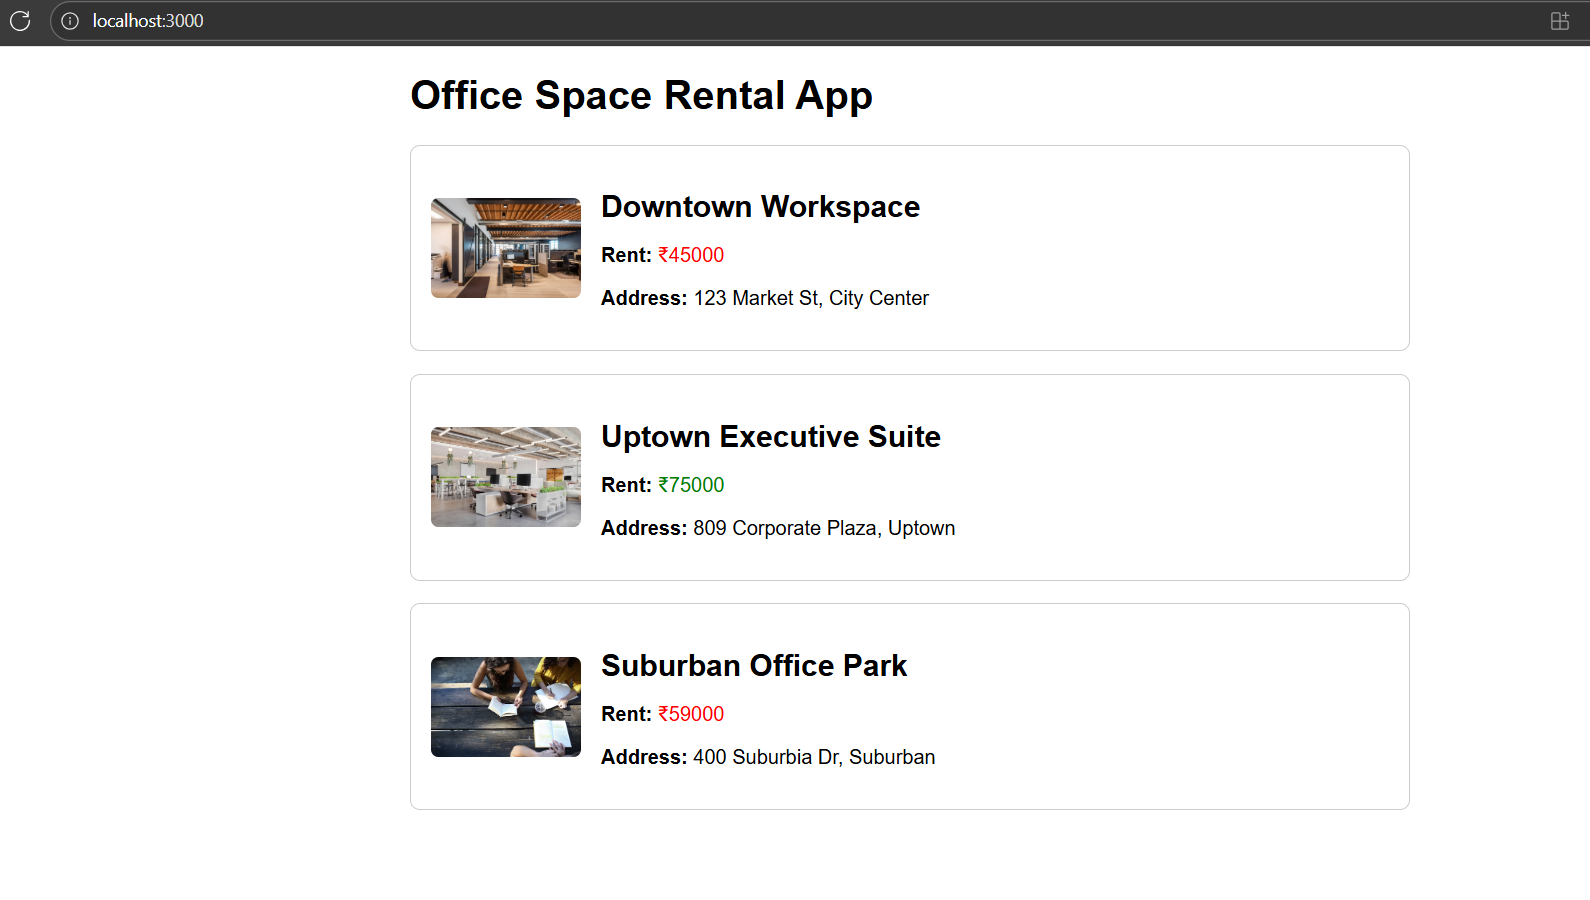 localhost:3000
Office Space Rental App
Downtown Workspace
Rent: ₹45000
Address: 123 Market St, City Center
Uptown Executive Suite
Rent: ₹75000
Address: 809 Corporate Plaza, Uptown
Suburban Office Park
Rent: ₹59000
Address: 400 Suburbia Dr, Suburban